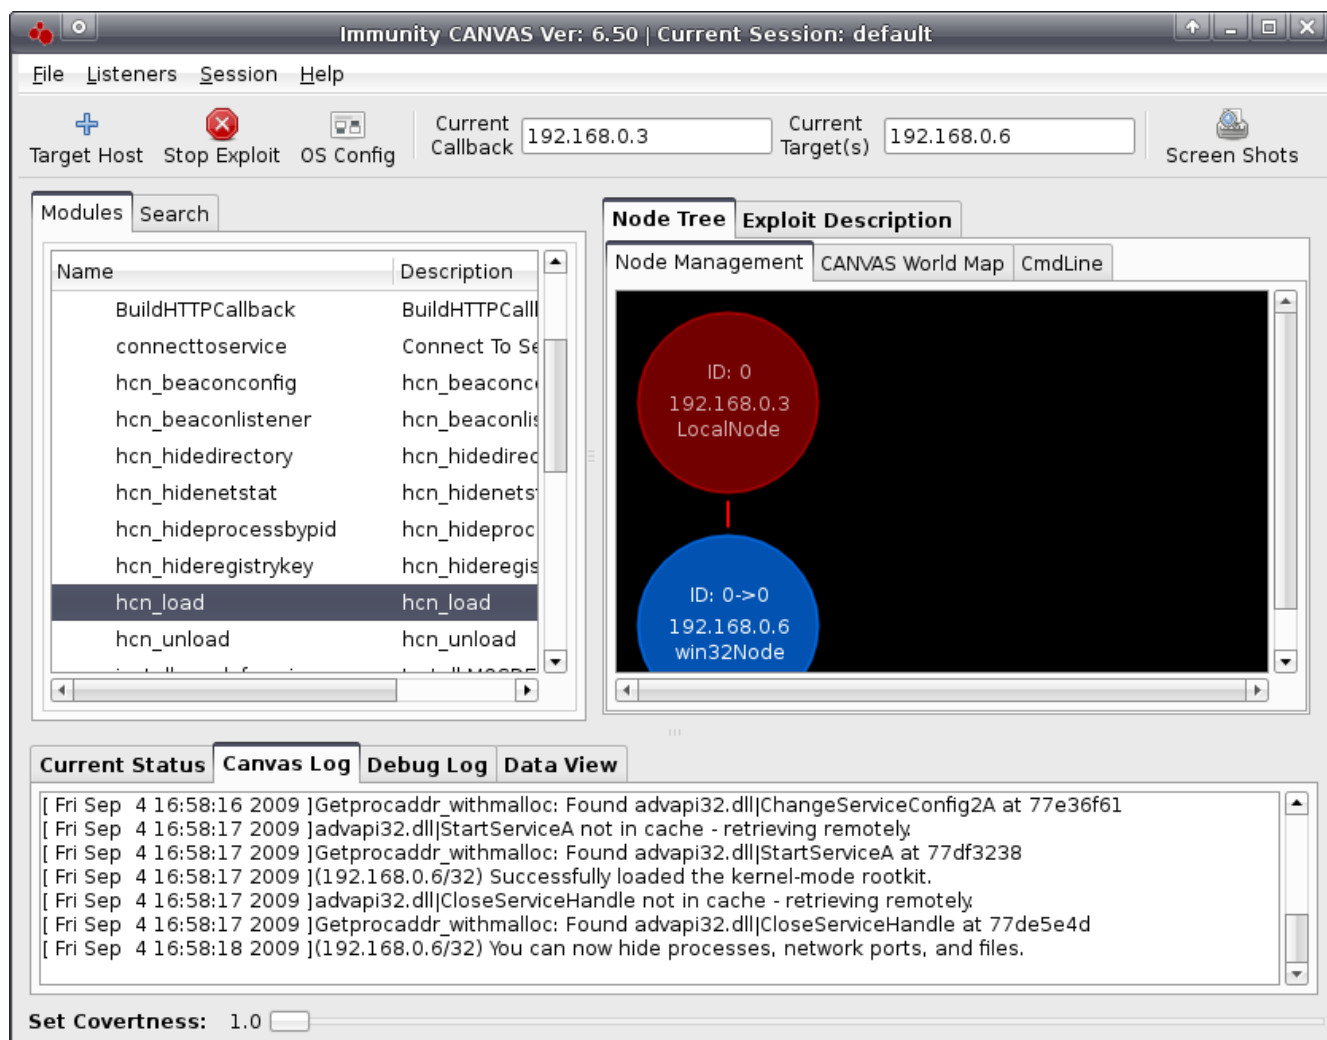 Immunity CANVAS Ver: 6.50 | Current Session: default
File Listeners Session Help
Target Host Stop Exploit OS Config
Current Callback 192.168.0.3
Current Target(s) 192.168.0.6
Screen Shots
Modules Search
Name Description
BuildHTTPCallback BuildHTTPCall
connecttoservice Connect To Se
hcn_beaconconfig hcn_beaconc
hcn_beaconlistener hcn_beaconlis
hcn_hidedirectory hcn_hidedirec
hcn_hidenetstat hcn_hidenets
hcn_hideprocessbypid hcn_hideproc
hcn_hideregistrykey hcn_hideregis
hcn_load hcn_load
hcn_unload hcn_unload
Node Tree Exploit Description
Node Management CANVAS World Map CmdLine
ID: 0
192.168.0.3
LocalNode
ID: 0->0
192.168.0.6
win32Node
Current Status Canvas Log Debug Log Data View
[ Fri Sep 4 16:58:16 2009 ]Getprocaddr_withmalloc: Found advapi32.dll|ChangeServiceConfig2A at 77e36f61
[ Fri Sep 4 16:58:17 2009 ]advapi32.dll|StartServiceA not in cache - retrieving remotely.
[ Fri Sep 4 16:58:17 2009 ]Getprocaddr_withmalloc: Found advapi32.dll|StartServiceA at 77df3238
[ Fri Sep 4 16:58:17 2009 ](192.168.0.6/32) Successfully loaded the kernel-mode rootkit.
[ Fri Sep 4 16:58:17 2009 ]advapi32.dll|CloseServiceHandle not in cache - retrieving remotely.
[ Fri Sep 4 16:58:17 2009 ]Getprocaddr_withmalloc: Found advapi32.dll|CloseServiceHandle at 77de5e4d
[ Fri Sep 4 16:58:18 2009 ](192.168.0.6/32) You can now hide processes, network ports, and files.
Set Covertness: 1.0